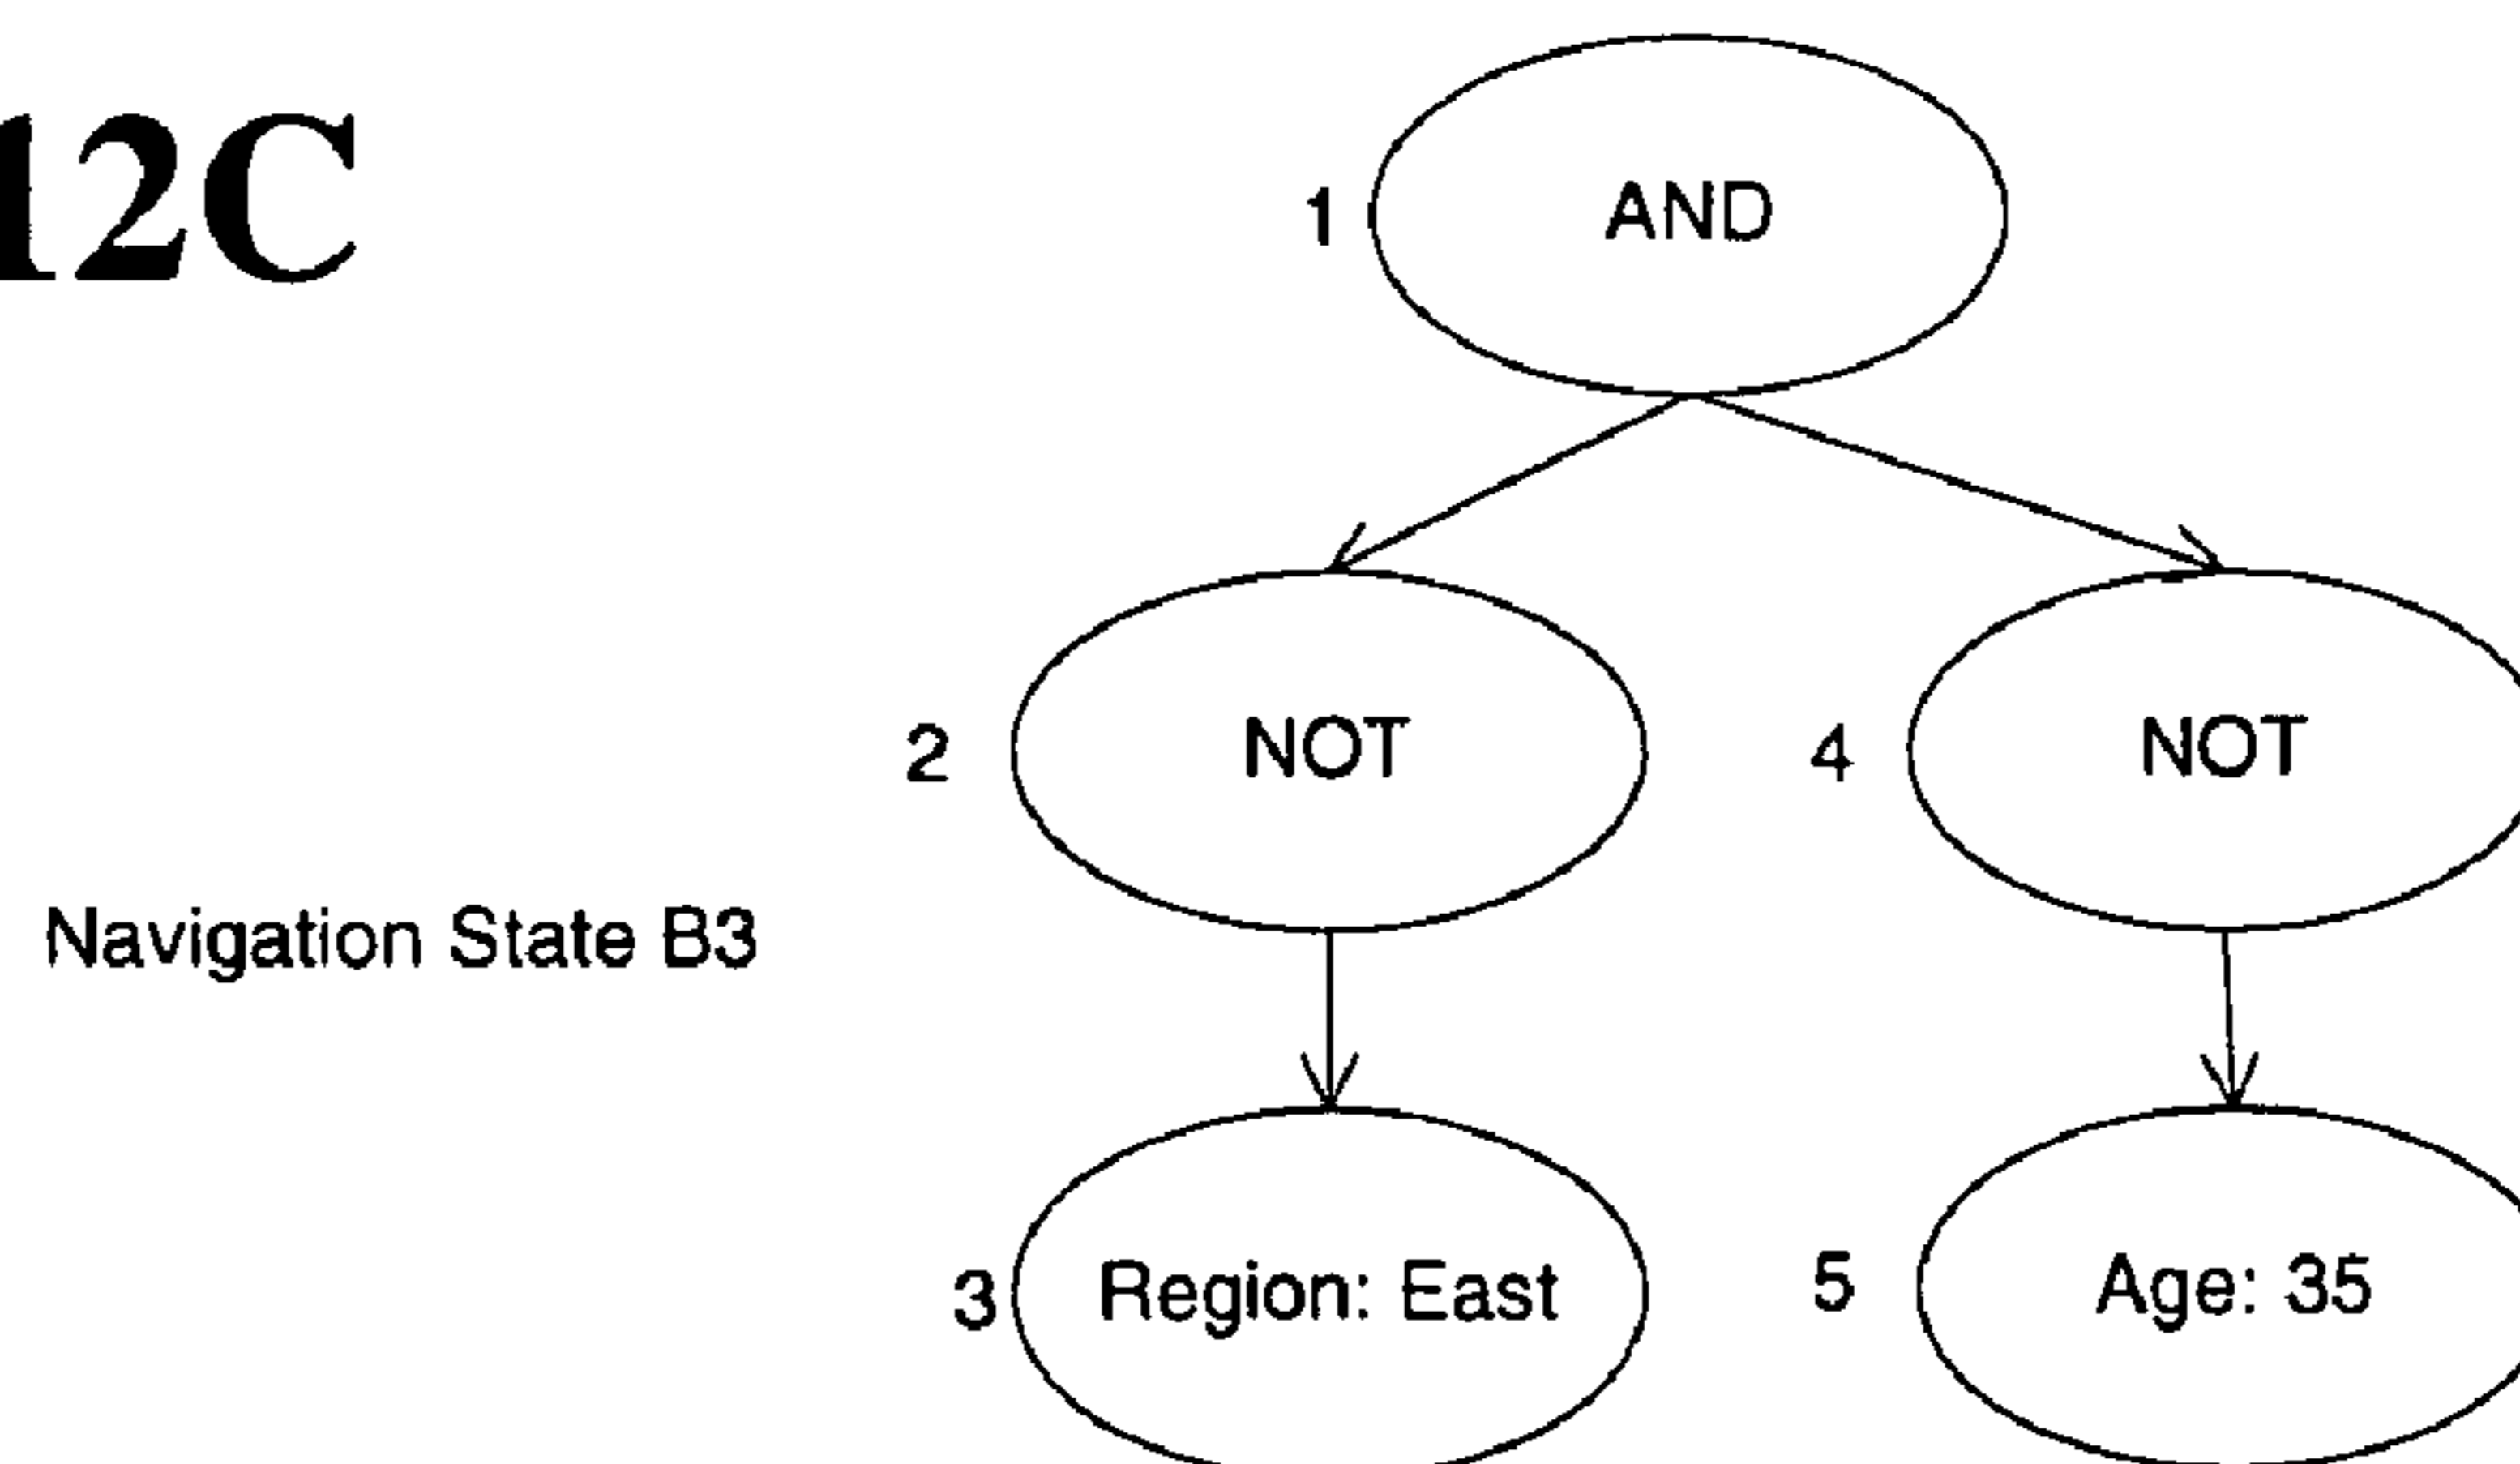 12C
1 AND
2 NOT 4 NOT
Navigation State B3
3 Region: East 5 Age: 35